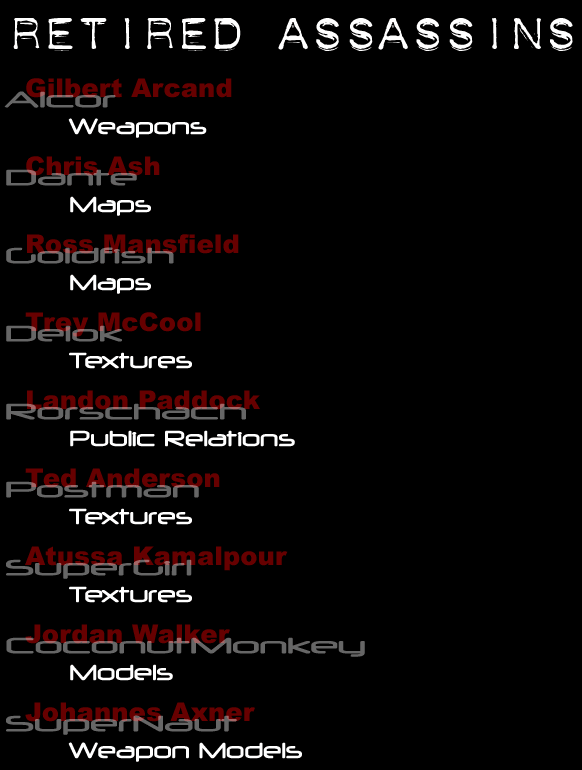 RETIRED ASSASSINS
Gilbert Arcand
Alcor
Weapons
Chris Ash
Dante
Maps
Ross Mansfield
Goldfish
Maps
Trey McCool
Delok
Textures
Landon Paddock
Rorschach
Public Relations
Ted Anderson
Postman
Textures
Atussa Kamalpour
SuperGirl
Textures
Jordan Walker
CoconutMonkey
Models
Johannes Axner
SuperNaut
Weapon Models